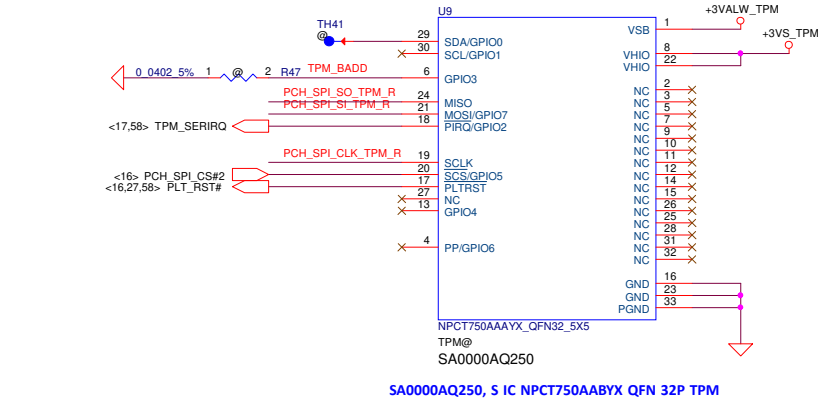 U9
TH41
@
29 SDA/GPIO0
30 SCL/GPIO1
0_0402_5% 1 @ 2 R47 TPM_BADD 6 GPIO3
PCH_SPI_SO_TPM_R 24 MISO
PCH_SPI_SI_TPM_R 21 MOSI/GPIO7
<17,58> TPM_SERIRQ 18 PIRQ/GPIO2
PCH_SPI_CLK_TPM_R 19 SCLK
<16> PCH_SPI_CS#2 20 SCS/GPIO5
<16,27,58> PLT_RST# 17 PLTRST
27 NC
13 GPIO4
4 PP/GPIO6
+3VALW_TPM
VSB 1
+3VS_TPM
VHIO 8
VHIO 22
NC 2
NC 3
NC 5
NC 7
NC 9
NC 10
NC 11
NC 12
NC 14
NC 15
NC 26
NC 25
NC 28
NC 31
NC 32
GND 16
GND 23
PGND 33
NPCT750AAAYX_QFN32_5X5
TPM@
SA0000AQ250
SA0000AQ250, S IC NPCT750AABYX QFN 32P TPM